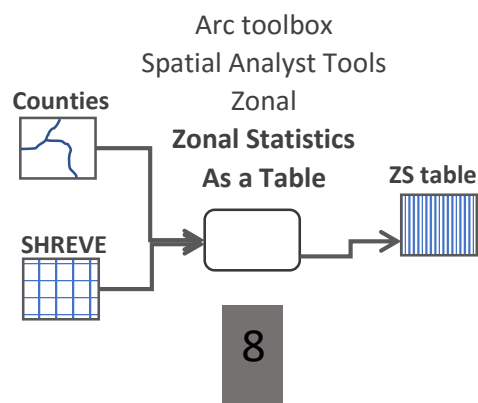 Arc toolbox
Spatial Analyst Tools
Zonal
Zonal Statistics
As a Table
Counties
SHREVE
ZS table
8